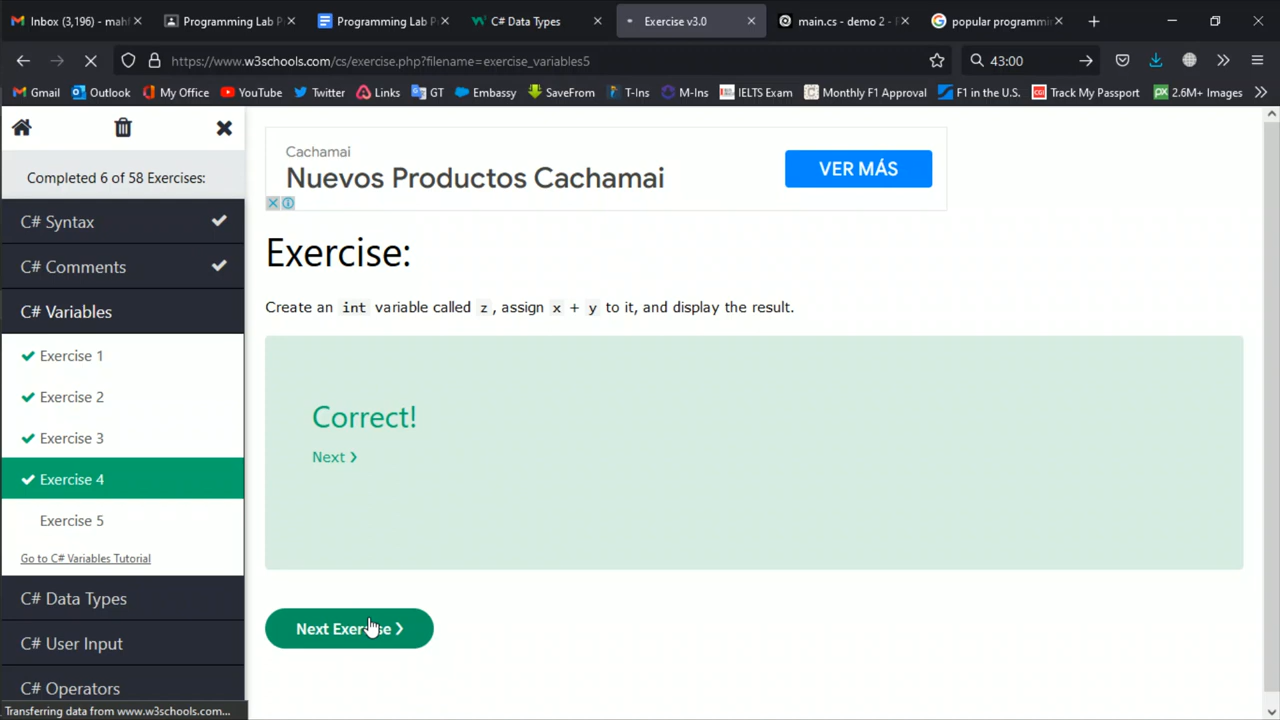 Inbox (3,196) - mah
Programming Lab P
Programming Lab P
C# Data Types
Exercise v3.0
main.cs - demo 2 - 
popular programmi
https://www.w3schools.com/cs/exercise.php?filename=exercise_variables5
43:00
Gmail
Outlook
My Office
YouTube
Twitter
Links
GT
Embassy
SaveFrom
T-Ins
M-Ins
IELTS Exam
Monthly F1 Approval
F1 in the U.S.
Track My Passport
2.6M+ Images
Completed 6 of 58 Exercises:
C# Syntax
C# Comments
C# Variables
Exercise 1
Exercise 2
Exercise 3
Exercise 4
Exercise 5
Go to C# Variables Tutorial
C# Data Types
C# User Input
C# Operators
Transferring data from www.w3schools.com...
Cachamai
Nuevos Productos Cachamai
VER MÁS
Exercise:
Create an int variable called z, assign x + y to it, and display the result.
Correct!
Next ❯
Next Exercise ❯